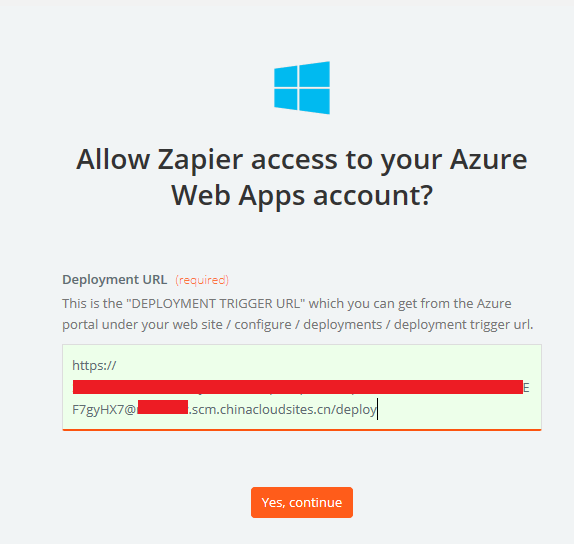 Allow Zapier access to your Azure
Web Apps account?
Deployment URL (required)
This is the "DEPLOYMENT TRIGGER URL" which you can get from the Azure
portal under your web site / configure / deployments / deployment trigger url.
https://
E
F7gyHX7@ .scm.chinacloudsites.cn/deploy
Yes, continue